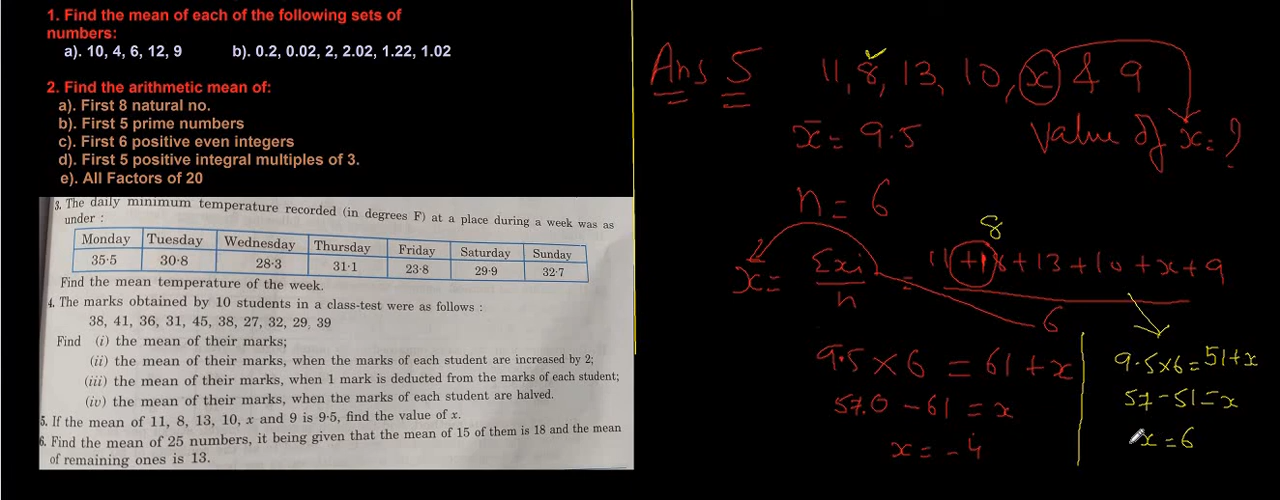 1. Find the mean of each of the following sets of
numbers:
a). 10, 4, 6, 12, 9 b). 0.2, 0.02, 2, 2.02, 1.22, 1.02
2. Find the arithmetic mean of:
a). First 8 natural no.
b). First 5 prime numbers
c). First 6 positive even integers
d). First 5 positive integral multiples of 3.
e). All Factors of 20
3. The daily minimum temperature recorded (in degrees F) at a place during a week was as
under :
Monday Tuesday Wednesday Thursday Friday Saturday Sunday
35·5 30·8 28·3 31·1 23·8 29·9 32·7
Find the mean temperature of the week.
4. The marks obtained by 10 students in a class-test were as follows :
38, 41, 36, 31, 45, 38, 27, 32, 29, 39
Find (i) the mean of their marks;
(ii) the mean of their marks, when the marks of each student are increased by 2;
(iii) the mean of their marks, when 1 mark is deducted from the marks of each student;
(iv) the mean of their marks, when the marks of each student are halved.
5. If the mean of 11, 8, 13, 10, x and 9 is 9·5, find the value of x.
6. Find the mean of 25 numbers, it being given that the mean of 15 of them is 18 and the mean
of remaining ones is 13.
Ans 5 11, 8, 13, 10, x & 9
x̄ = 9.5 Value of x = ?
n = 6
8
x = Σxi / n = 11 + 18 + 13 + 10 + x + 9
6
9.5 × 6 = 61 + x
57.0 - 61 = x
x = -4
9.5×6 = 51+x
57-51 = x
x = 6